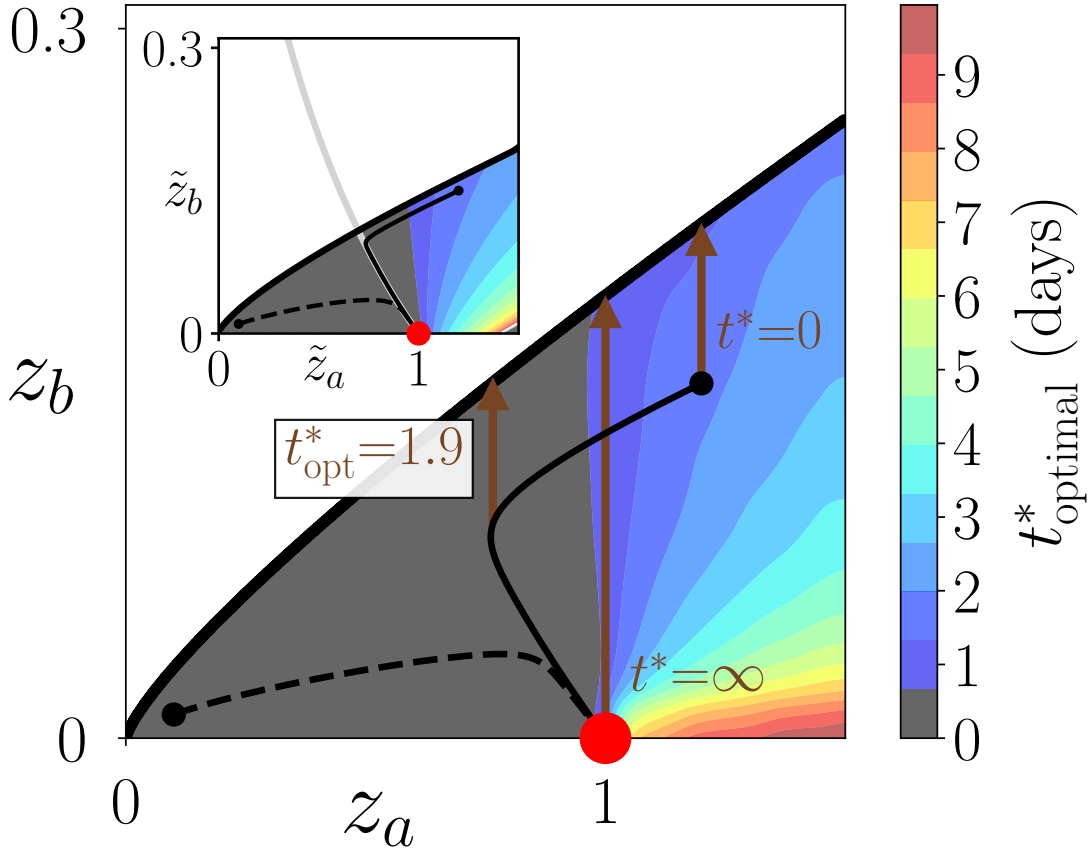 0.3
z_b
0
0
z_a
1
0.3
z̃_b
0
0
z̃_a
1
t*=0
t*_opt=1.9
t*=∞
9
8
7
6
5
4
3
2
1
0
t*_optimal (days)